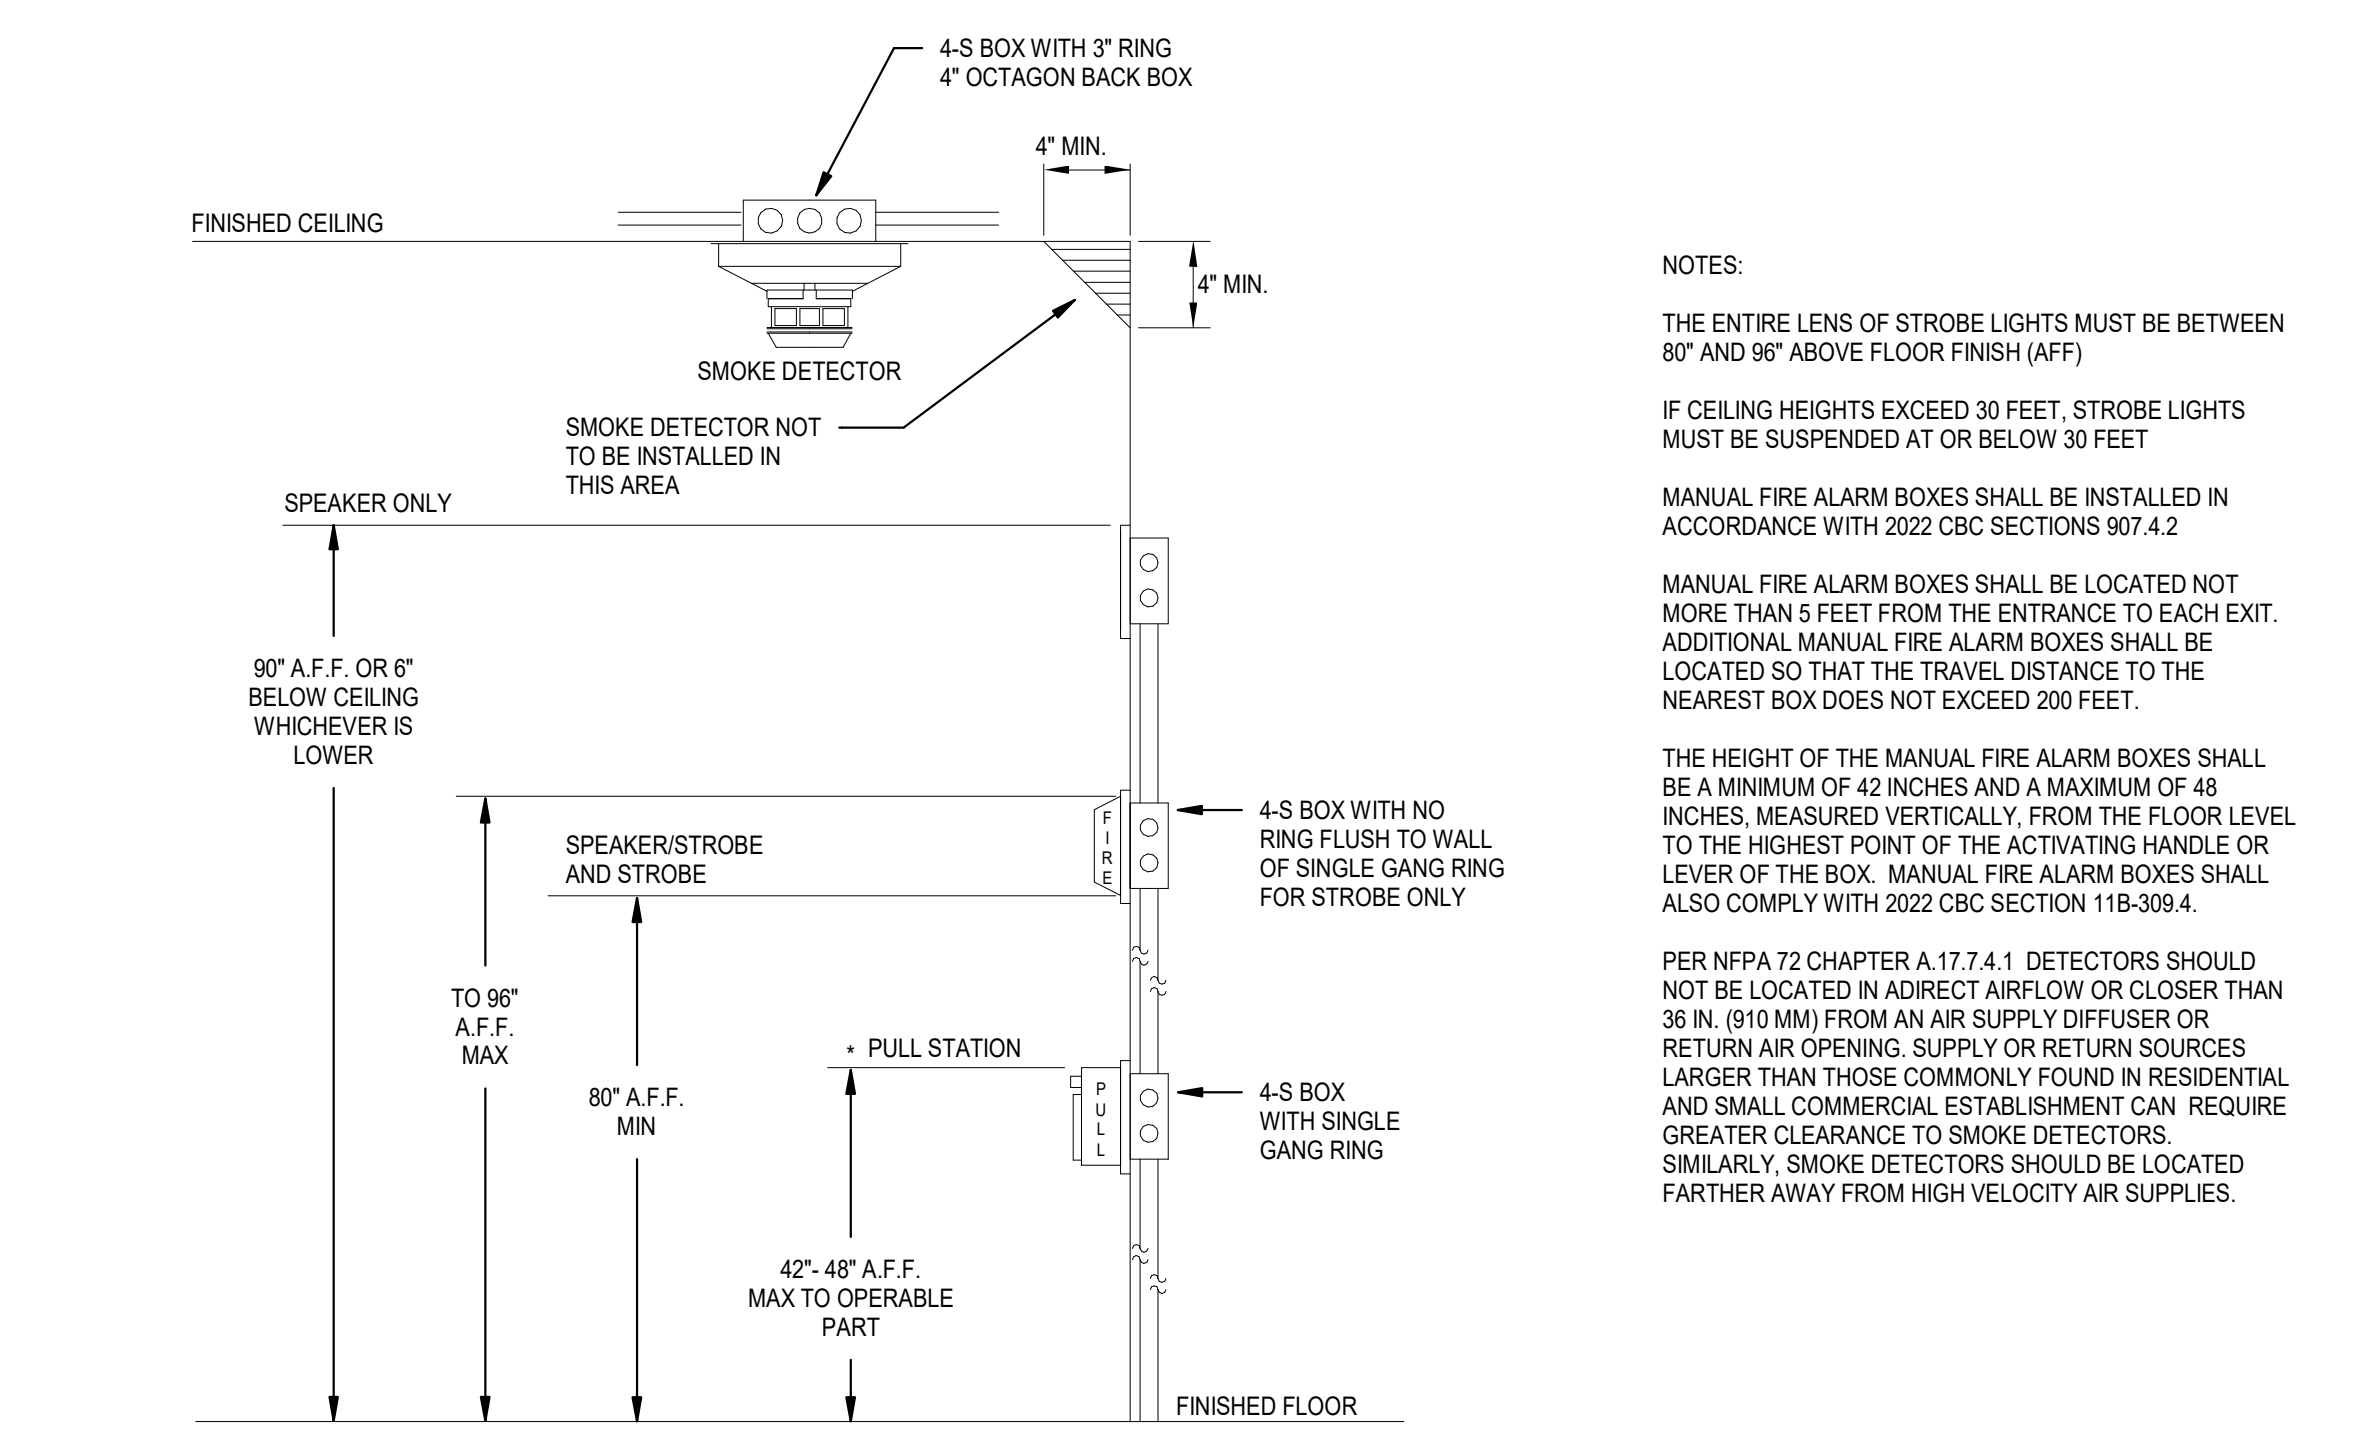 4-S BOX WITH 3" RING
4" OCTAGON BACK BOX
4" MIN.
FINISHED CEILING
4" MIN.
SMOKE DETECTOR
SMOKE DETECTOR NOT
TO BE INSTALLED IN
THIS AREA
SPEAKER ONLY
90" A.F.F. OR 6"
BELOW CEILING
WHICHEVER IS
LOWER
SPEAKER/STROBE
AND STROBE
F
I
R
E
4-S BOX WITH NO
RING FLUSH TO WALL
OF SINGLE GANG RING
FOR STROBE ONLY
TO 96"
A.F.F.
MAX
80" A.F.F.
MIN
* PULL STATION
P
U
L
L
4-S BOX
WITH SINGLE
GANG RING
42"- 48" A.F.F.
MAX TO OPERABLE
PART
FINISHED FLOOR
NOTES:
THE ENTIRE LENS OF STROBE LIGHTS MUST BE BETWEEN
80" AND 96" ABOVE FLOOR FINISH (AFF)
IF CEILING HEIGHTS EXCEED 30 FEET, STROBE LIGHTS
MUST BE SUSPENDED AT OR BELOW 30 FEET
MANUAL FIRE ALARM BOXES SHALL BE INSTALLED IN
ACCORDANCE WITH 2022 CBC SECTIONS 907.4.2
MANUAL FIRE ALARM BOXES SHALL BE LOCATED NOT
MORE THAN 5 FEET FROM THE ENTRANCE TO EACH EXIT.
ADDITIONAL MANUAL FIRE ALARM BOXES SHALL BE
LOCATED SO THAT THE TRAVEL DISTANCE TO THE
NEAREST BOX DOES NOT EXCEED 200 FEET.
THE HEIGHT OF THE MANUAL FIRE ALARM BOXES SHALL
BE A MINIMUM OF 42 INCHES AND A MAXIMUM OF 48
INCHES, MEASURED VERTICALLY, FROM THE FLOOR LEVEL
TO THE HIGHEST POINT OF THE ACTIVATING HANDLE OR
LEVER OF THE BOX. MANUAL FIRE ALARM BOXES SHALL
ALSO COMPLY WITH 2022 CBC SECTION 11B-309.4.
PER NFPA 72 CHAPTER A.17.7.4.1 DETECTORS SHOULD
NOT BE LOCATED IN ADIRECT AIRFLOW OR CLOSER THAN
36 IN. (910 MM) FROM AN AIR SUPPLY DIFFUSER OR
RETURN AIR OPENING. SUPPLY OR RETURN SOURCES
LARGER THAN THOSE COMMONLY FOUND IN RESIDENTIAL
AND SMALL COMMERCIAL ESTABLISHMENT CAN REQUIRE
GREATER CLEARANCE TO SMOKE DETECTORS.
SIMILARLY, SMOKE DETECTORS SHOULD BE LOCATED
FARTHER AWAY FROM HIGH VELOCITY AIR SUPPLIES.